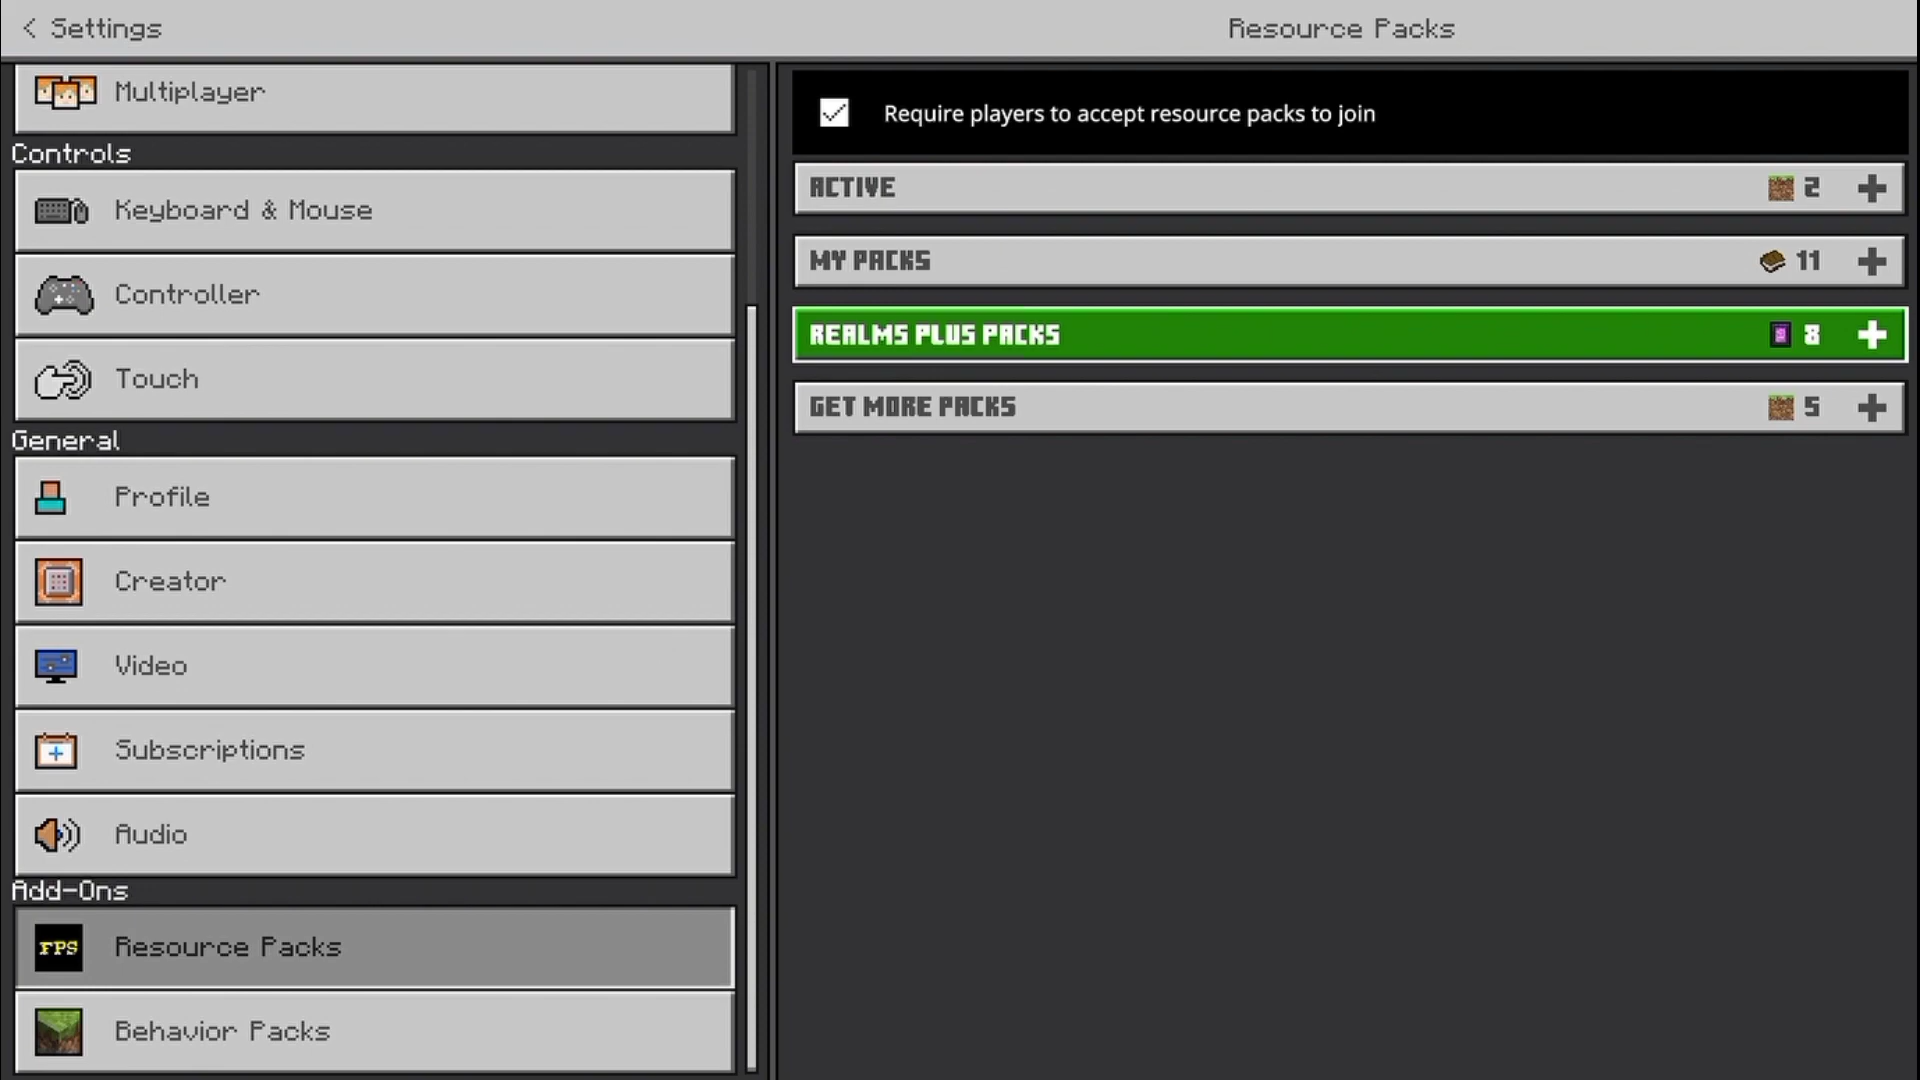 Settings
Resource Packs
Multiplayer
Controls
Keyboard & Mouse
Controller
Touch
General
Profile
Creator
Video
Subscriptions
Audio
Add-Ons
FPS
Resource Packs
Behavior Packs
Require players to accept resource packs to join
ACTIVE 2
MY PACKS 11
REALMS PLUS PACKS 8
GET MORE PACKS 5